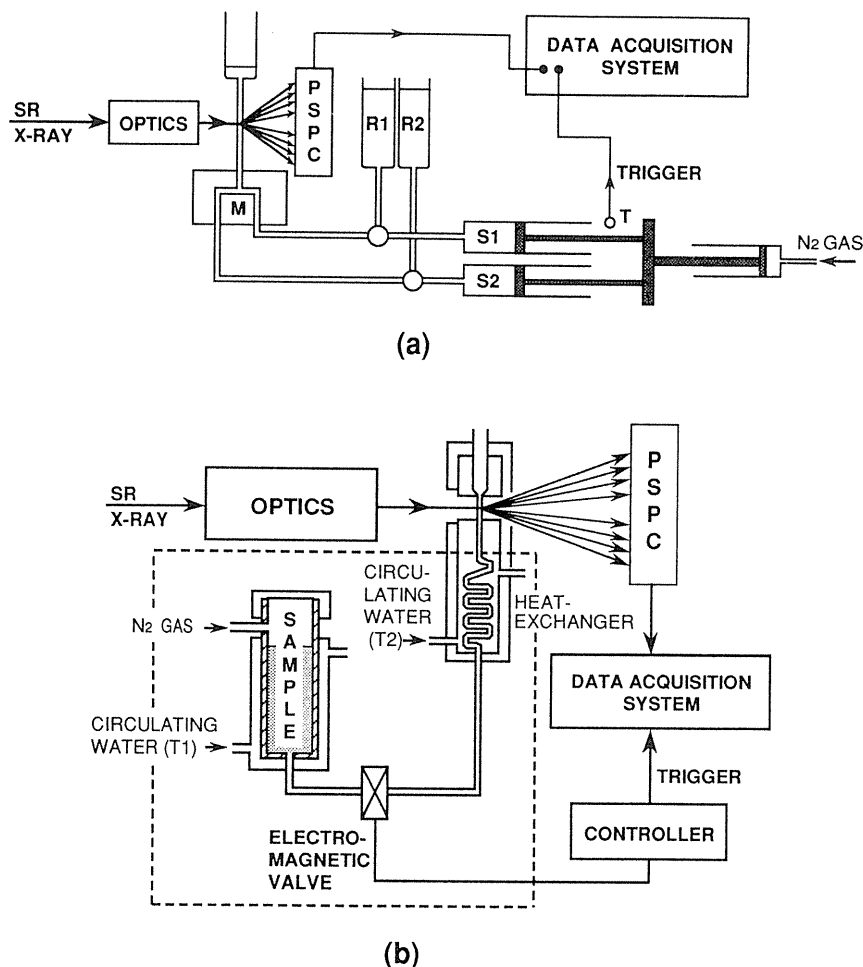 DATA ACQUISITION
SYSTEM
P
S
P
C
R1 R2
SR
X-RAY
OPTICS
TRIGGER
M
T
S1
N2 GAS
S2
(a)
P
S
P
C
SR
X-RAY
OPTICS
CIRCU-
LATING
WATER
(T2)
HEAT-
EXCHANGER
N2 GAS
S
A
M
P
L
E
CIRCULATING
WATER (T1)
DATA ACQUISITION
SYSTEM
TRIGGER
CONTROLLER
ELECTRO-
MAGNETIC
VALVE
(b)